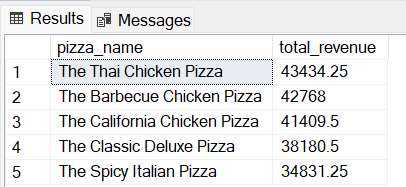 Results Messages
pizza_name total_revenue
1 The Thai Chicken Pizza 43434.25
2 The Barbecue Chicken Pizza 42768
3 The California Chicken Pizza 41409.5
4 The Classic Deluxe Pizza 38180.5
5 The Spicy Italian Pizza 34831.25